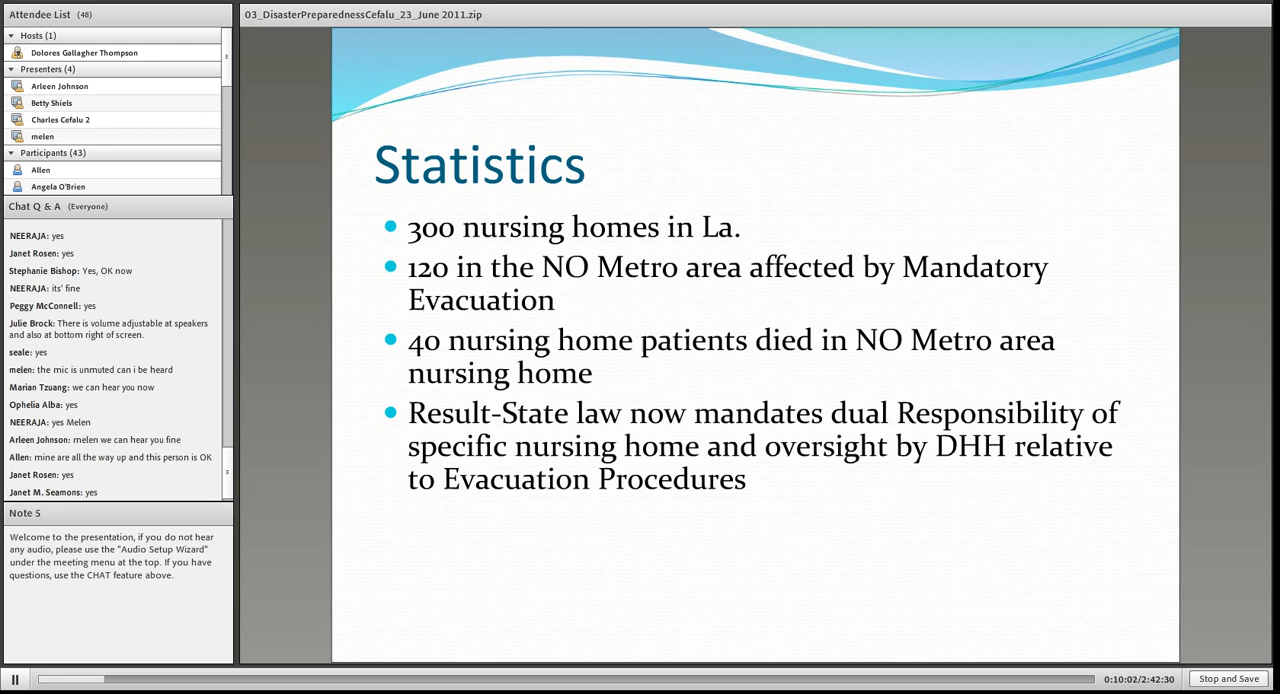 Attendee List (48)
Hosts (1)
Dolores Gallagher Thompson
Presenters (4)
Arleen Johnson
Betty Shiels
Charles Cefalu 2
melen
Participants (43)
Allen
Angela O'Brien
Chat Q & A (Everyone)
NEERAJA: yes
Janet Rosen: yes
Stephanie Bishop: Yes, OK now
NEERAJA: its' fine
Peggy McConnell: yes
Julie Brock: There is volume adjustable at speakers
and also at bottom right of screen.
seale: yes
melen: the mic is unmuted can i be heard
Marian Tzuang: we can hear you now
Ophelia Alba: yes
NEERAJA: yes Melen
Arleen Johnson: melen we can hear you fine
Allen: mine are all the way up and this person is OK
Janet Rosen: yes
Janet M. Seamons: yes
Note 5
Welcome to the presentation, if you do not hear
any audio, please use the "Audio Setup Wizard"
under the meeting menu at the top. If you have
questions, use the CHAT feature above.
03_DisasterPreparednessCefalu_23_June 2011.zip
Statistics
300 nursing homes in La.
120 in the NO Metro area affected by Mandatory
Evacuation
40 nursing home patients died in NO Metro area
nursing home
Result-State law now mandates dual Responsibility of
specific nursing home and oversight by DHH relative
to Evacuation Procedures
0:10:02/2:42:30
Stop and Save